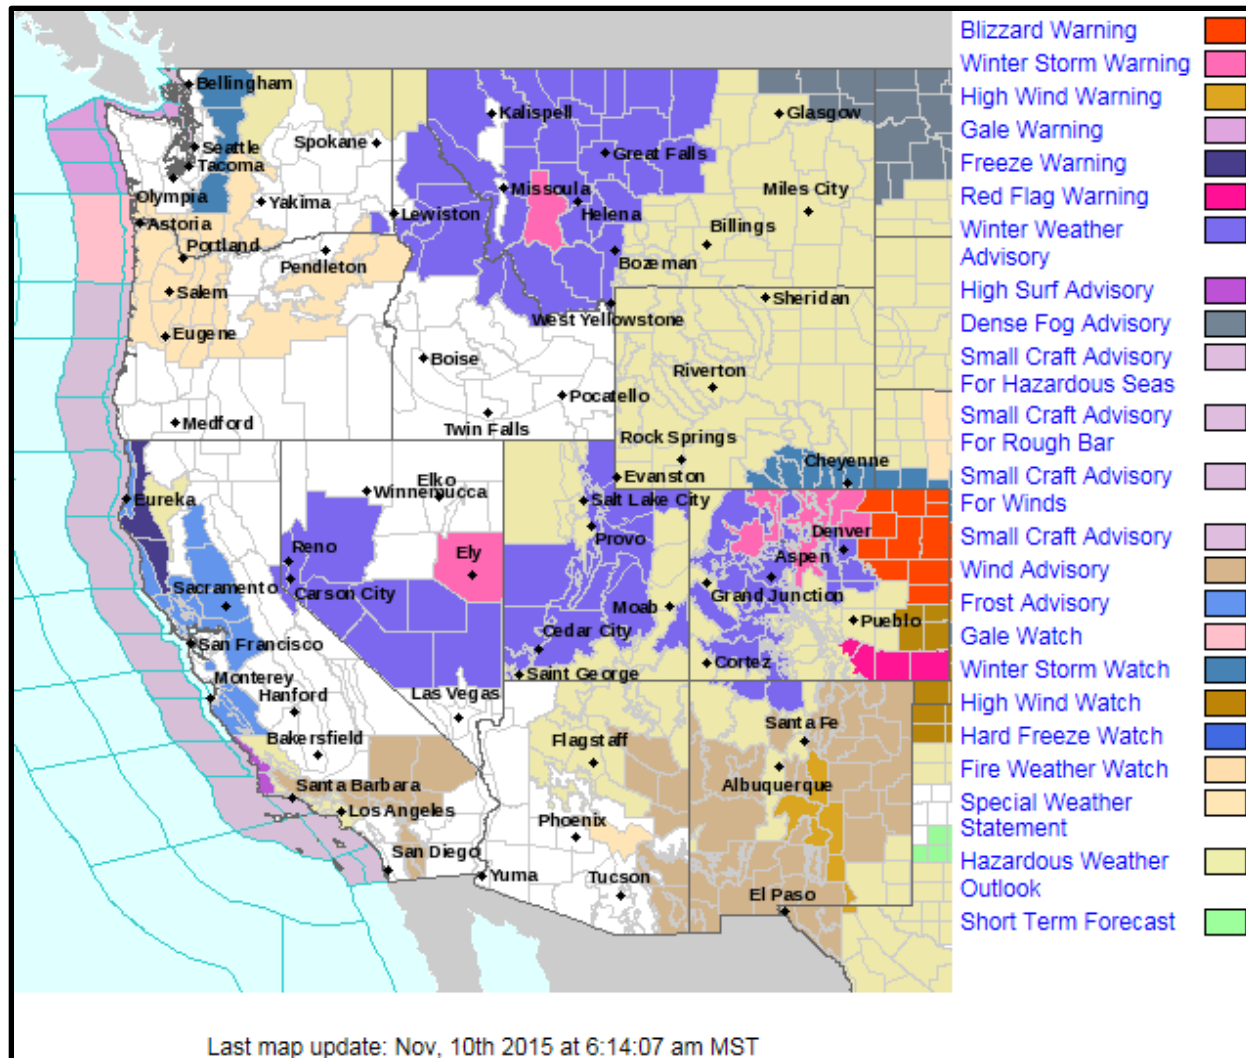 Bellingham
Seattle
Tacoma
Olympia
Spokane
Yakima
Astoria
Portland
Pendleton
Salem
Eugene
Medford
Lewiston
Kalispell
Missoula
Great Falls
Helena
Bozeman
Glasgow
Miles City
Billings
West Yellowstone
Sheridan
Boise
Pocatello
Twin Falls
Riverton
Rock Springs
Evanston
Cheyenne
Eureka
Winnemucca
Elko
Reno
Carson City
Ely
Sacramento
San Francisco
Monterey
Hanford
Bakersfield
Las Vegas
Santa Barbara
Los Angeles
San Diego
Salt Lake City
Provo
Moab
Cedar City
Saint George
Denver
Aspen
Grand Junction
Pueblo
Cortez
Flagstaff
Phoenix
Yuma
Tucson
Santa Fe
Albuquerque
El Paso
Blizzard Warning
Winter Storm Warning
High Wind Warning
Gale Warning
Freeze Warning
Red Flag Warning
Winter Weather
Advisory
High Surf Advisory
Dense Fog Advisory
Small Craft Advisory
For Hazardous Seas
Small Craft Advisory
For Rough Bar
Small Craft Advisory
For Winds
Small Craft Advisory
Wind Advisory
Frost Advisory
Gale Watch
Winter Storm Watch
High Wind Watch
Hard Freeze Watch
Fire Weather Watch
Special Weather
Statement
Hazardous Weather
Outlook
Short Term Forecast
Last map update: Nov, 10th 2015 at 6:14:07 am MST